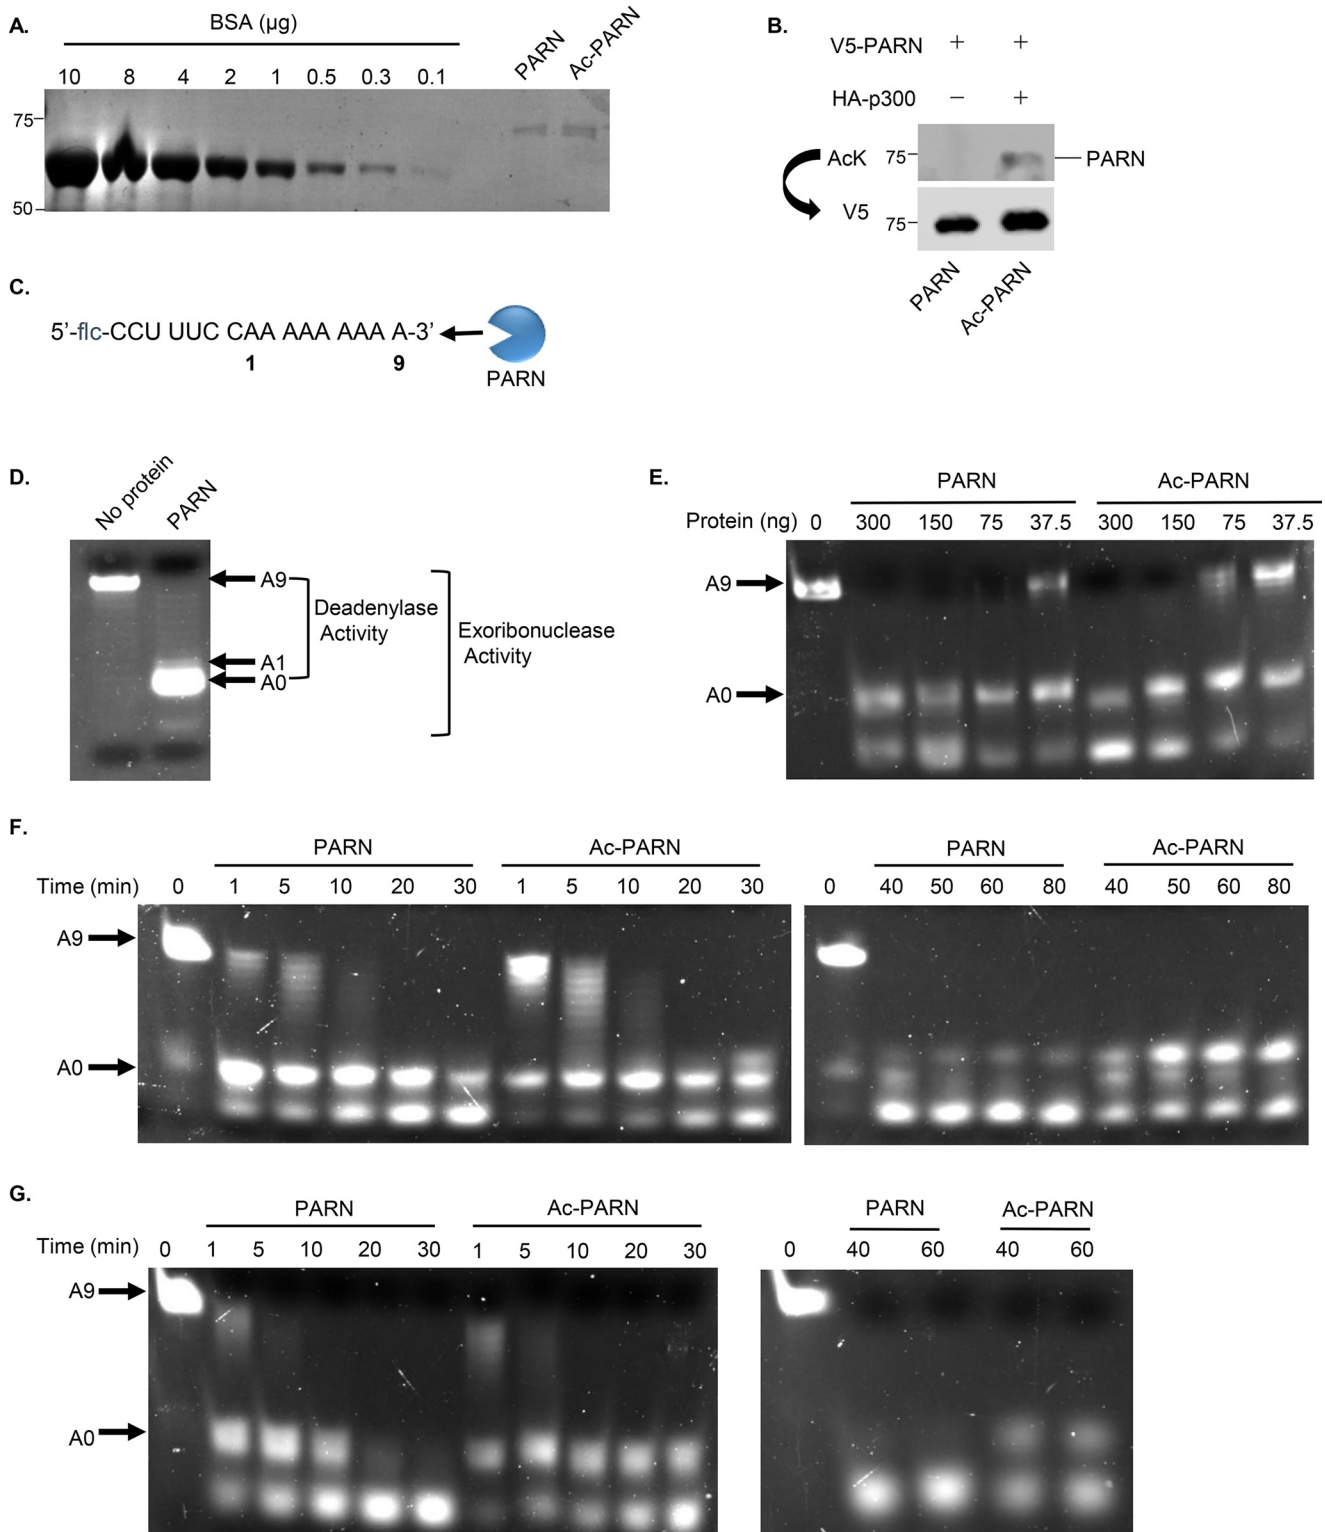 A.
BSA (µg)
10 8 4 2 1 0.5 0.3 0.1 PARN Ac-PARN
75
50
B.
V5-PARN + +
HA-p300 − +
AcK 75 PARN
V5 75
PARN Ac-PARN
C.
5’-flc-CCU UUC CAA AAA AAA A-3’
1 9
PARN
D.
No protein PARN
A9
Deadenylase
Activity
Exoribonuclease
Activity
A1
A0
E.
PARN Ac-PARN
Protein (ng) 0 300 150 75 37.5 300 150 75 37.5
A9
A0
F.
PARN Ac-PARN PARN Ac-PARN
Time (min) 0 1 5 10 20 30 1 5 10 20 30 0 40 50 60 80 40 50 60 80
A9
A0
G.
PARN Ac-PARN PARN Ac-PARN
Time (min) 0 1 5 10 20 30 1 5 10 20 30 0 40 60 40 60
A9
A0